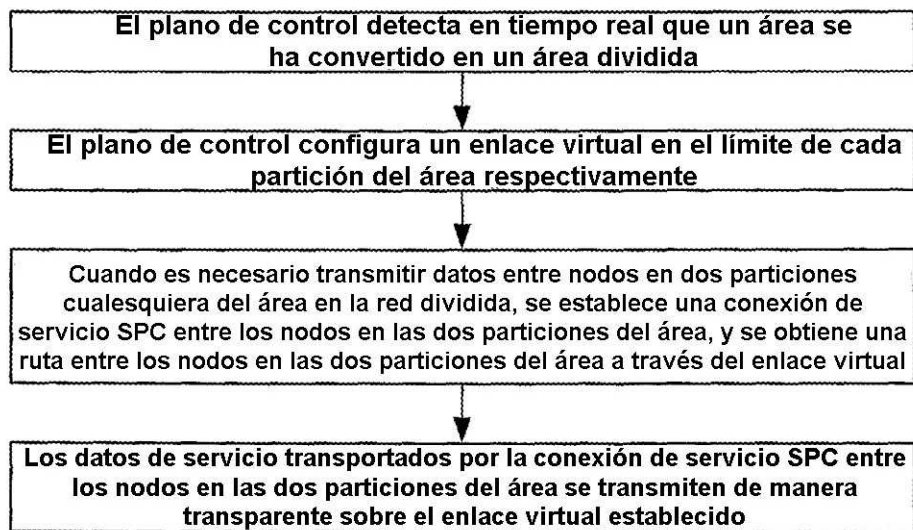 El plano de control detecta en tiempo real que un área se
ha convertido en un área dividida
El plano de control configura un enlace virtual en el límite de cada
partición del área respectivamente
Cuando es necesario transmitir datos entre nodos en dos particiones
cualesquiera del área en la red dividida, se establece una conexión de
servicio SPC entre los nodos en las dos particiones del área, y se obtiene una
ruta entre los nodos en las dos particiones del área a través del enlace virtual
Los datos de servicio transportados por la conexión de servicio SPC entre
los nodos en las dos particiones del área se transmiten de manera
transparente sobre el enlace virtual establecido